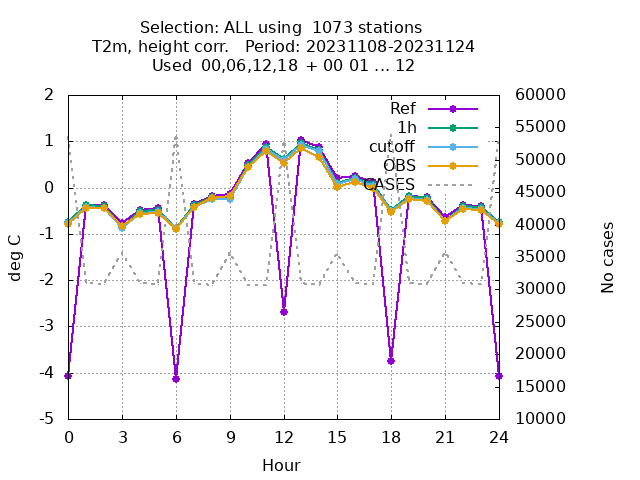 Selection: ALL using  1073 stations
T2m, height corr.   Period: 20231108-20231124
Used  00,06,12,18 + 00 01 ... 12
Ref
1h
cutoff
OBS
CASES
2
1
0
-1
-2
-3
-4
-5
60000
55000
50000
45000
40000
35000
30000
25000
20000
15000
10000
deg C
No cases
0 3 6 9 12 15 18 21 24
Hour